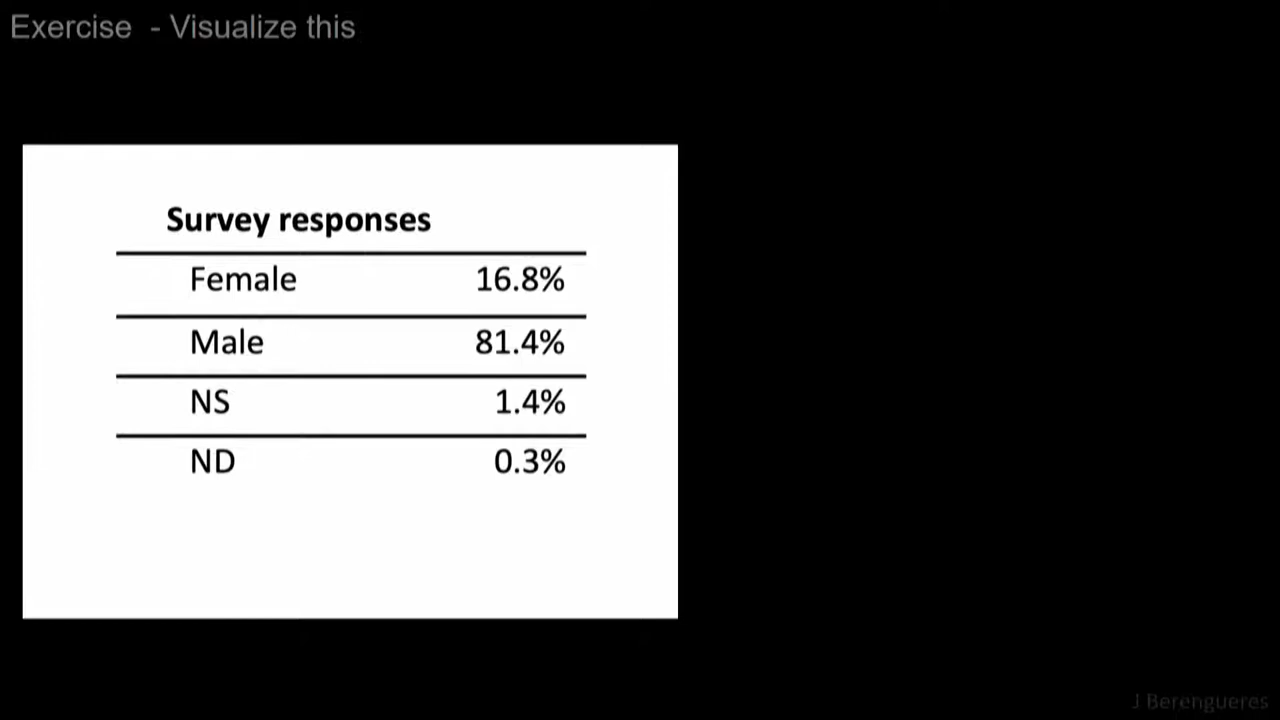 Exercise - Visualize this
Survey responses
Female 16.8%
Male 81.4%
NS 1.4%
ND 0.3%
J Berengueres